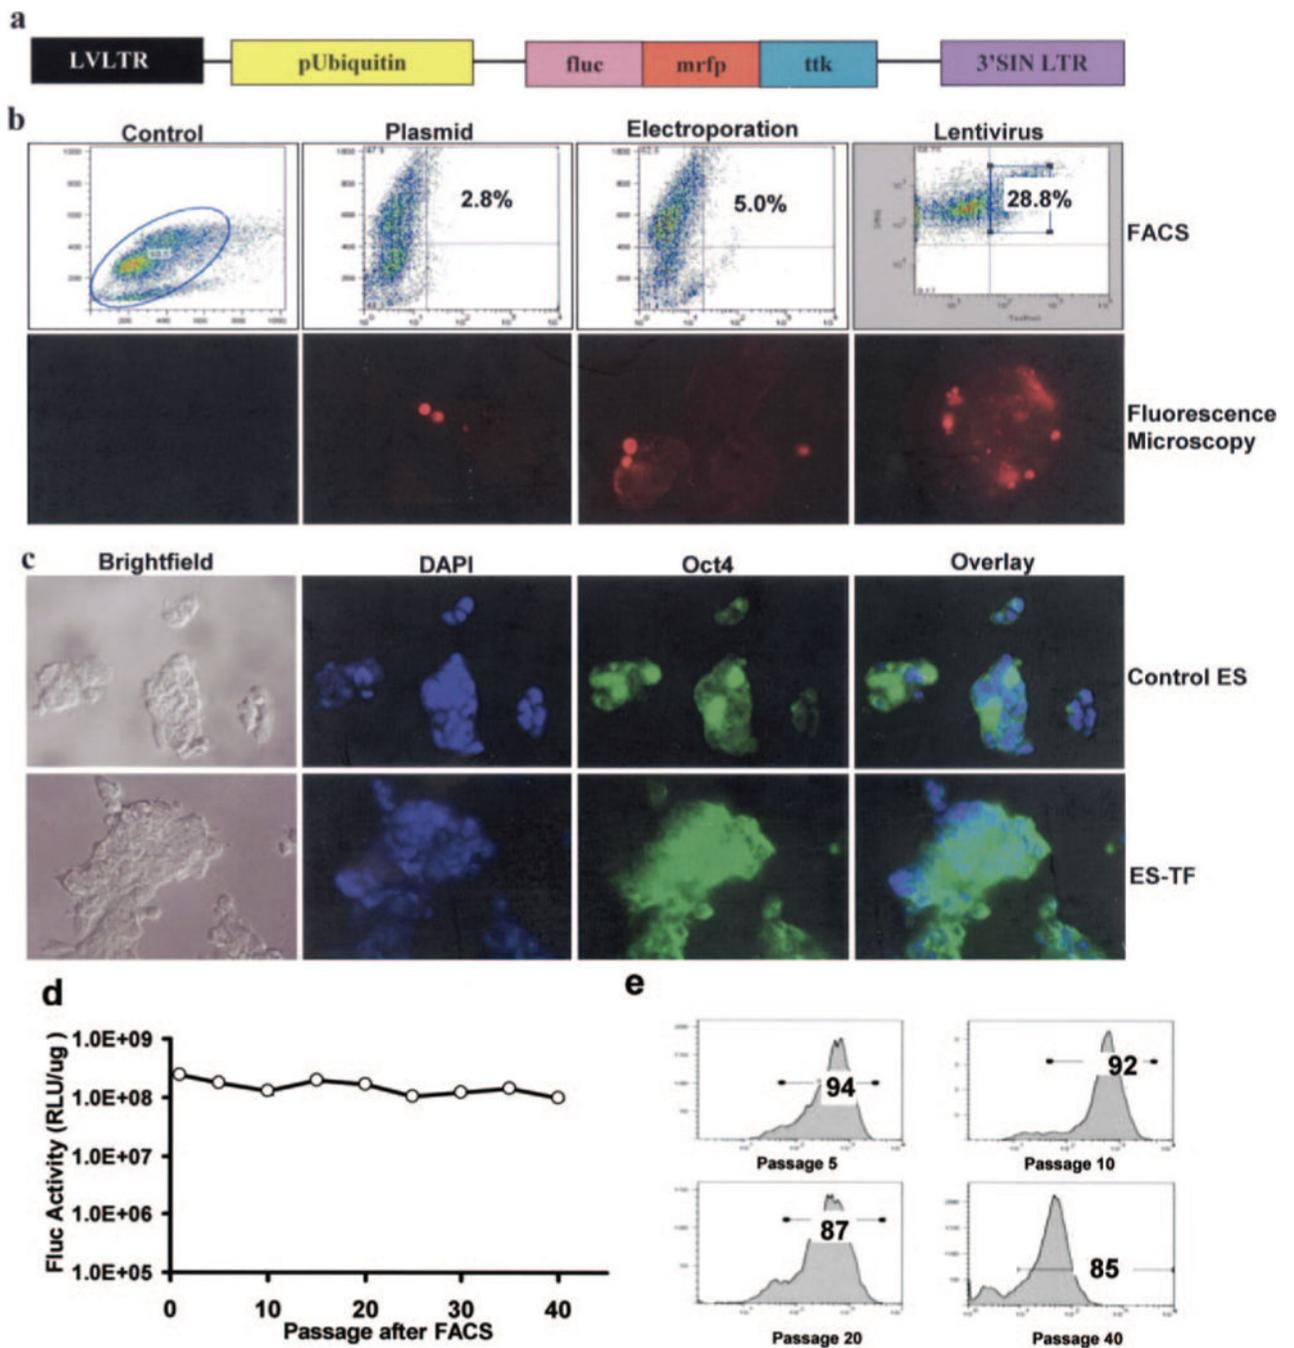 a
LVLTR pUbiquitin fluc mrfp ttk 3'SIN LTR
b
Control Plasmid Electroporation Lentivirus
2.8% 5.0% 28.8%
FACS
Fluorescence
Microscopy
c
Brightfield DAPI Oct4 Overlay
Control ES
ES-TF
d
Fluc Activity (RLU/ug )
1.0E+09
1.0E+08
1.0E+07
1.0E+06
1.0E+05
0 10 20 30 40
Passage after FACS
e
94 92
Passage 5 Passage 10
87 85
Passage 20 Passage 40